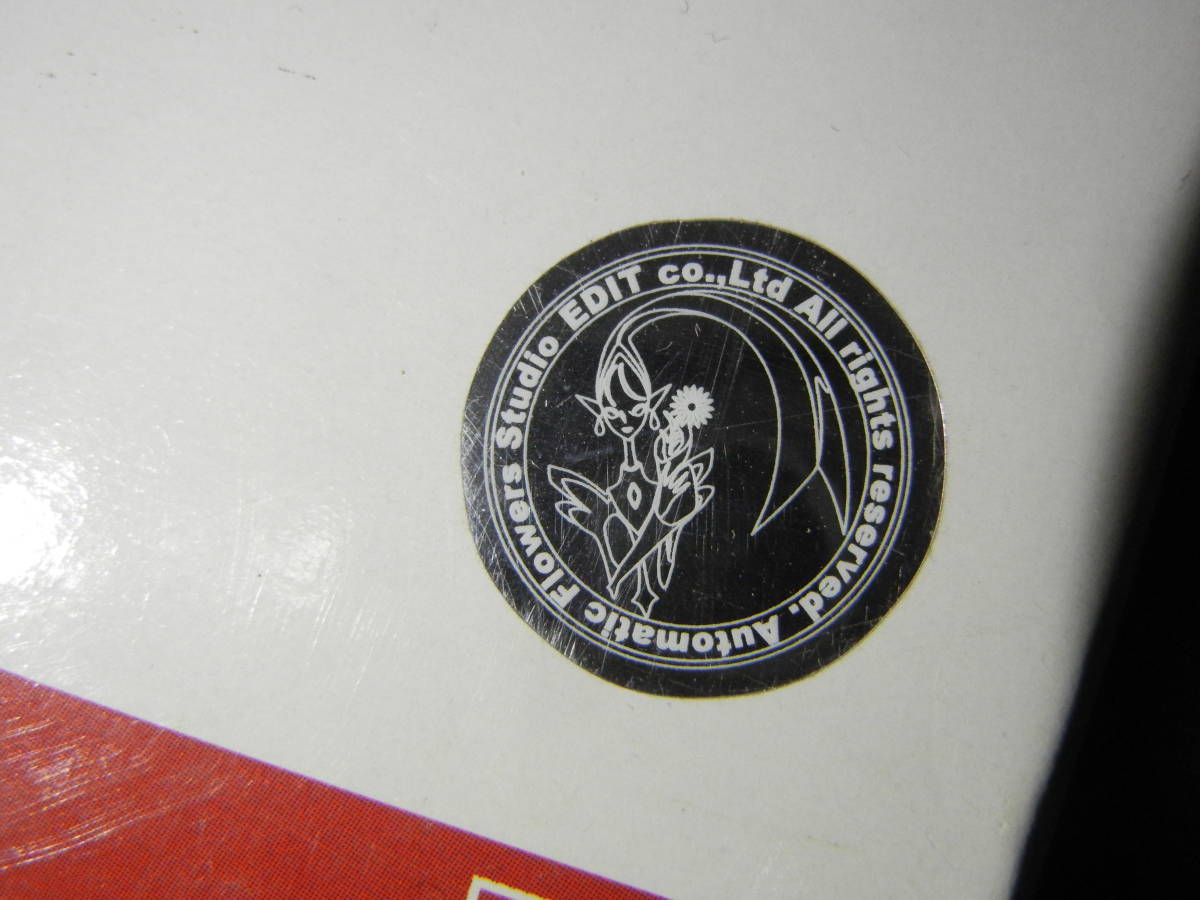 Automatic Flowers Studio EDIT co.,Ltd All rights reserved.